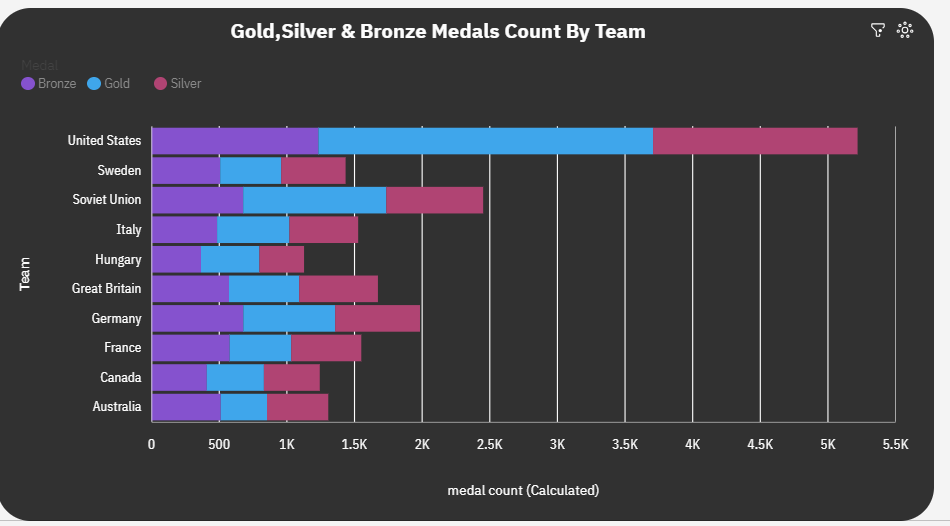 Gold,Silver & Bronze Medals Count By Team
Medal
Bronze Gold Silver
Team
United States
Sweden
Soviet Union
Italy
Hungary
Great Britain
Germany
France
Canada
Australia
0 500 1K 1.5K 2K 2.5K 3K 3.5K 4K 4.5K 5K 5.5K
medal count (Calculated)